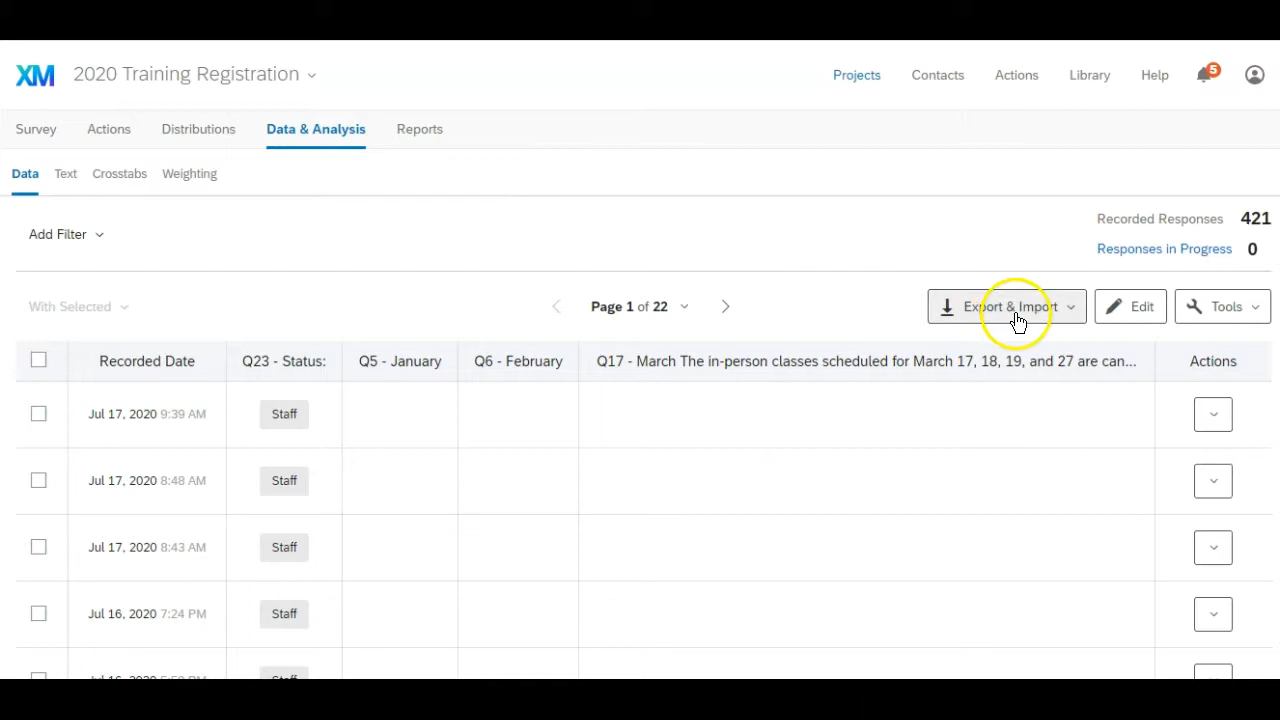 XM 2020 Training Registration Projects Contacts Actions Library Help 5
Survey Actions Distributions Data & Analysis Reports
Data Text Crosstabs Weighting
Add Filter
Recorded Responses 421
Responses in Progress 0
With Selected Page 1 of 22 Export & Import Edit Tools
Recorded Date Q23 - Status: Q5 - January Q6 - February Q17 - March The in-person classes scheduled for March 17, 18, 19, and 27 are can... Actions
Jul 17, 2020 9:39 AM Staff
Jul 17, 2020 8:48 AM Staff
Jul 17, 2020 8:43 AM Staff
Jul 16, 2020 7:24 PM Staff
Staff